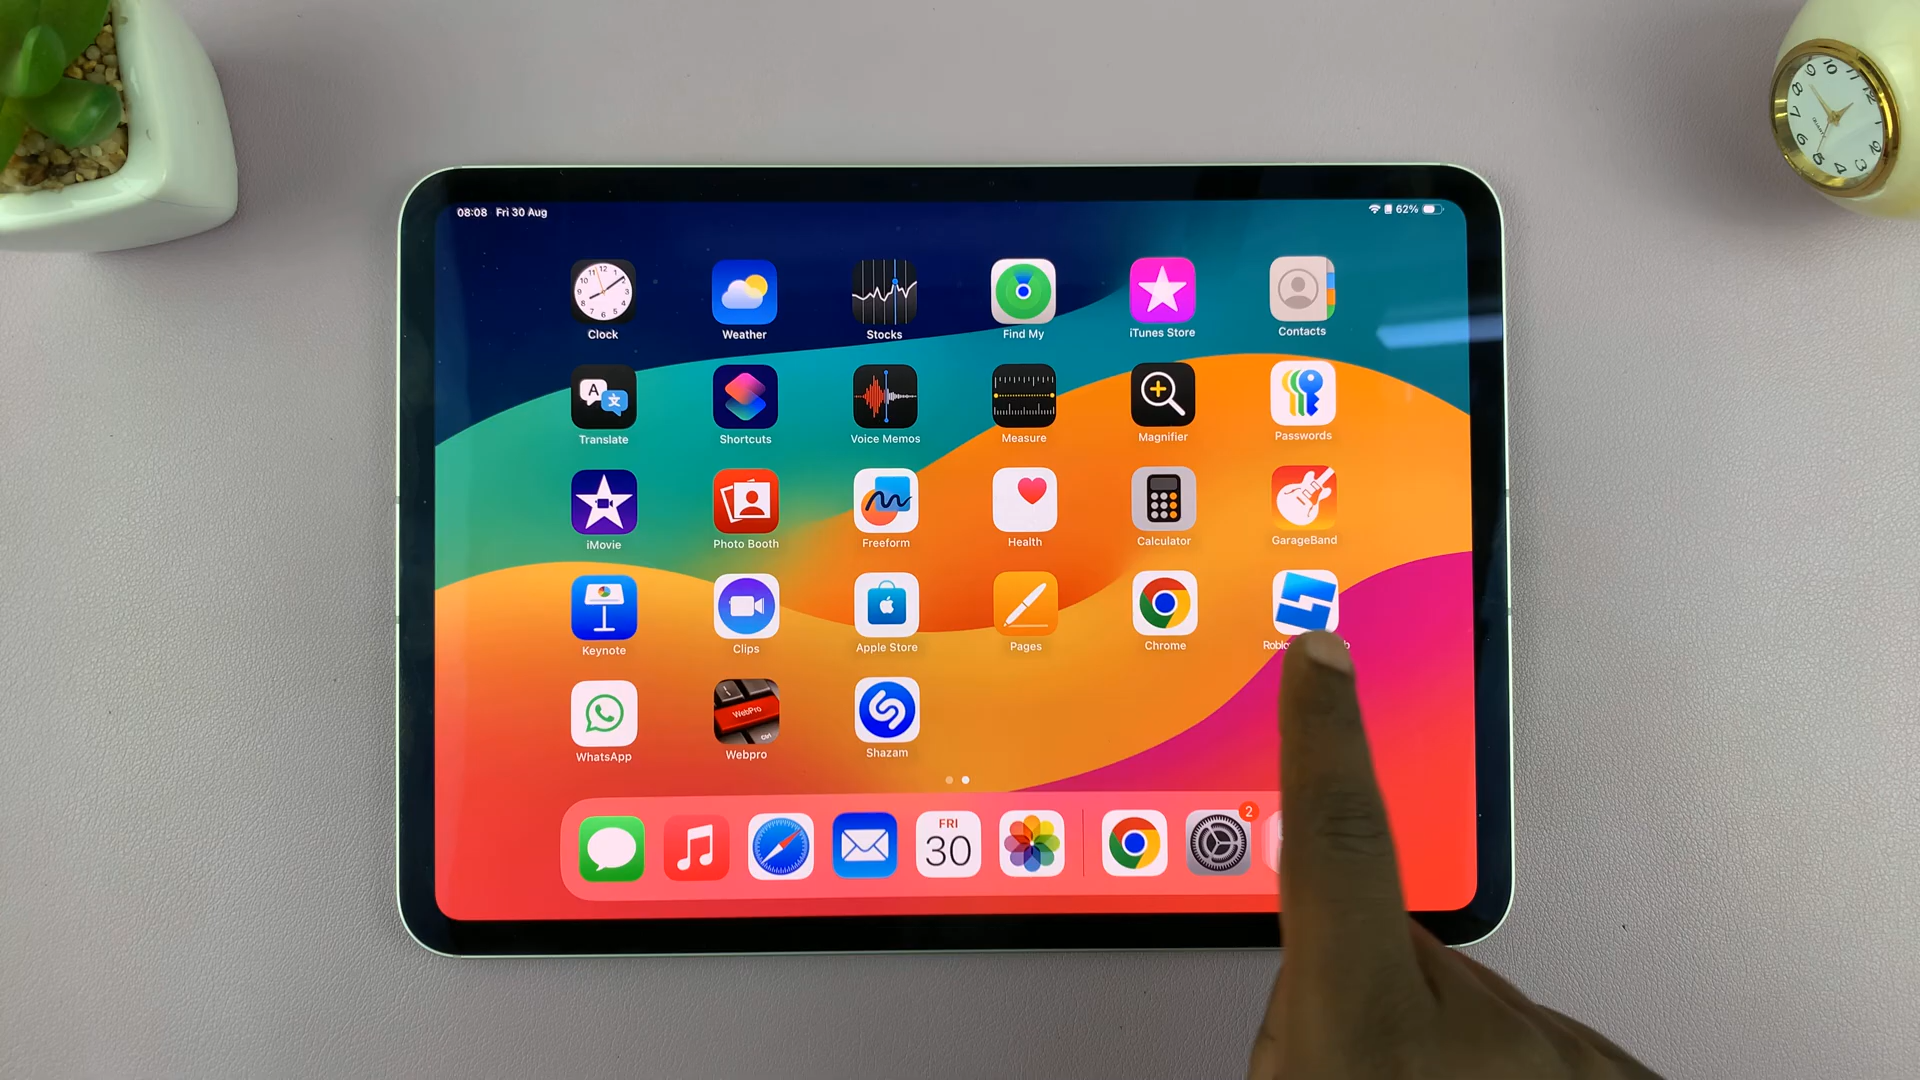 08:08 Fri 30 Aug
62%
Clock Weather Stocks Find My iTunes Store Contacts
Translate Shortcuts Voice Memos Measure Magnifier Passwords
iMovie Photo Booth Freeform Health Calculator GarageBand
Keynote Clips Apple Store Pages Chrome
WebPro
Ctrl
WhatsApp Webpro Shazam
FRI
30
2